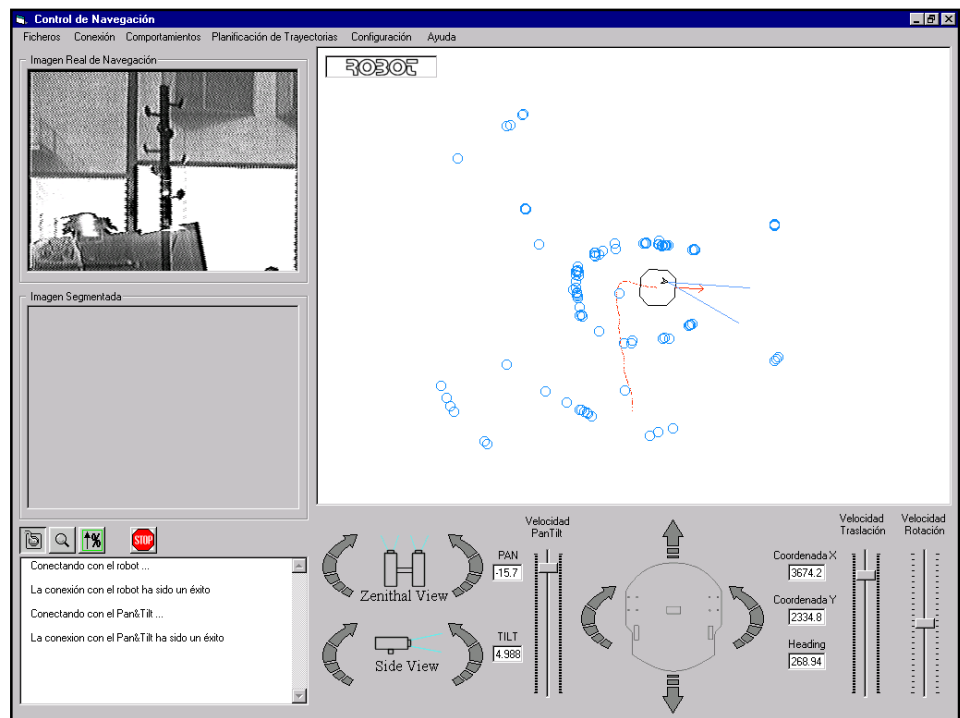 Control de Navegación
Ficheros Conexión Comportamientos Planificación de Trayectorias Configuración Ayuda
Imagen Real de Navegación
ROBOT
Imagen Segmentada
STOP
Conectando con el robot ...
La conexión con el robot ha sido un éxito
Conectando con el Pan&Tilt ...
La conexion con el Pan&Tilt ha sido un éxito
Zenithal View
Side View
PAN
-15.7
TILT
4.988
Velocidad
PanTilt
Coordenada X
3674.2
Coordenada Y
2334.8
Heading
268.94
Velocidad
Traslación
Velocidad
Rotación